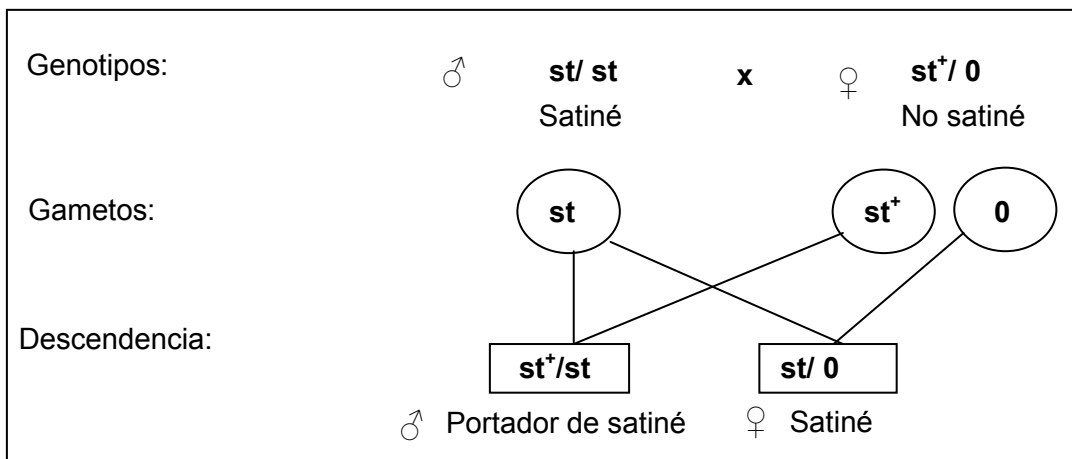 Genotipos: ♂ st/ st x ♀ st⁺/ 0
Satiné No satiné
Gametos: st st⁺ 0
Descendencia:
st⁺/st st/ 0
♂ Portador de satiné ♀ Satiné